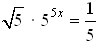 √5 · 5^{5x} = 1/5